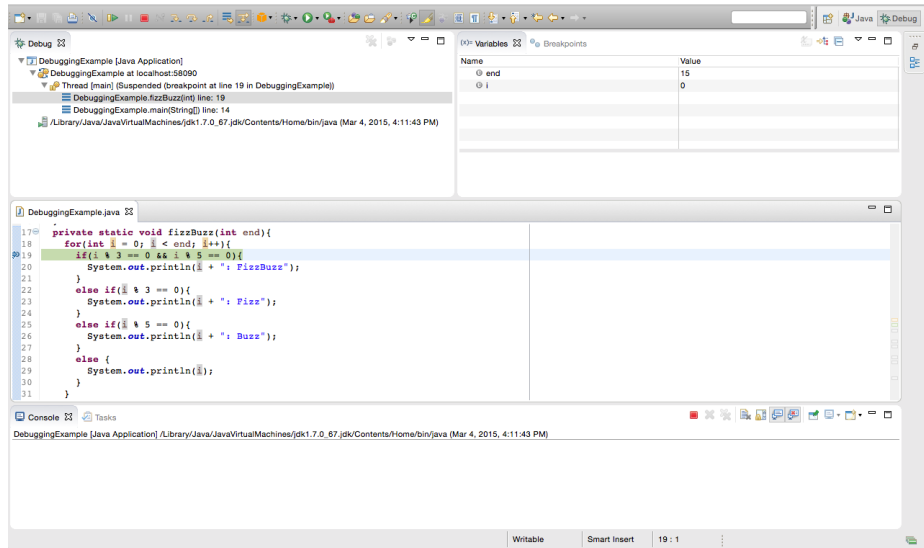 Java
Debug
Debug
DebuggingExample [Java Application]
DebuggingExample at localhost:58090
Thread [main] (Suspended (breakpoint at line 19 in DebuggingExample))
DebuggingExample.fizzBuzz(int) line: 19
DebuggingExample.main(String[]) line: 14
/Library/Java/JavaVirtualMachines/jdk1.7.0_67.jdk/Contents/Home/bin/java (Mar 4, 2015, 4:11:43 PM)
(x)= Variables Breakpoints
Name Value
end 15
i 0
DebuggingExample.java
17 private static void fizzBuzz(int end){
18 for(int i = 0; i < end; i++){
19 if(i % 3 == 0 && i % 5 == 0){
20 System.out.println(i + ": FizzBuzz");
21 }
22 else if(i % 3 == 0){
23 System.out.println(i + ": Fizz");
24 }
25 else if(i % 5 == 0){
26 System.out.println(i + ": Buzz");
27 }
28 else {
29 System.out.println(i);
30 }
31 }
Console Tasks
DebuggingExample [Java Application] /Library/Java/JavaVirtualMachines/jdk1.7.0_67.jdk/Contents/Home/bin/java (Mar 4, 2015, 4:11:43 PM)
Writable Smart Insert 19 : 1